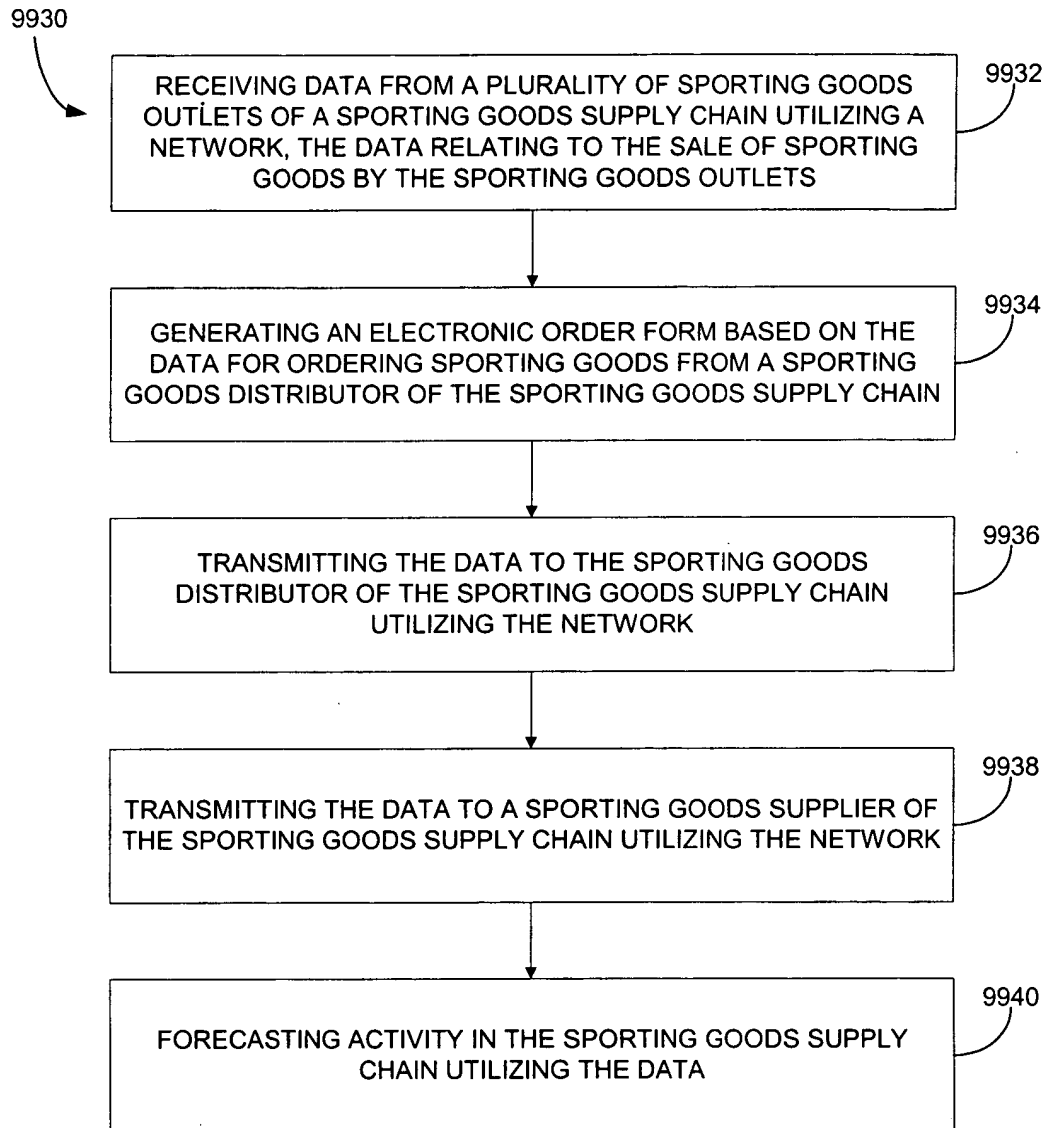 9930
RECEIVING DATA FROM A PLURALITY OF SPORTING GOODS
OUTLETS OF A SPORTING GOODS SUPPLY CHAIN UTILIZING A
NETWORK, THE DATA RELATING TO THE SALE OF SPORTING
GOODS BY THE SPORTING GOODS OUTLETS
9932
GENERATING AN ELECTRONIC ORDER FORM BASED ON THE
DATA FOR ORDERING SPORTING GOODS FROM A SPORTING
GOODS DISTRIBUTOR OF THE SPORTING GOODS SUPPLY CHAIN
9934
TRANSMITTING THE DATA TO THE SPORTING GOODS
DISTRIBUTOR OF THE SPORTING GOODS SUPPLY CHAIN
UTILIZING THE NETWORK
9936
TRANSMITTING THE DATA TO A SPORTING GOODS SUPPLIER OF
THE SPORTING GOODS SUPPLY CHAIN UTILIZING THE NETWORK
9938
FORECASTING ACTIVITY IN THE SPORTING GOODS SUPPLY
CHAIN UTILIZING THE DATA
9940